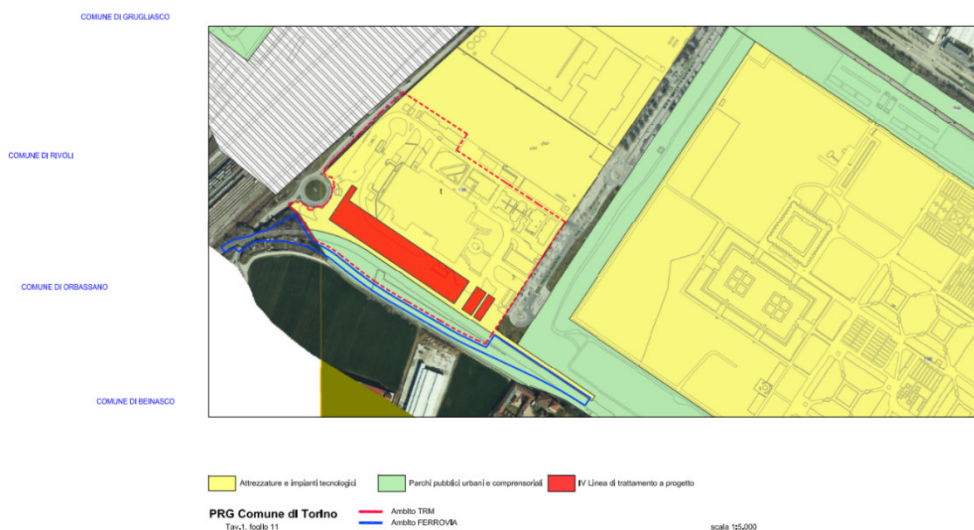 COMUNE DI GRUGLIASCO
COMUNE DI RIVOLI
COMUNE DI ORBASSANO
COMUNE DI BEINASCO
Attrezzature e impianti tecnologici
Parchi pubblici urbani e comprensoriali
IV Linea di trattamento a progetto
PRG Comune di Torino
Tav.1, foglio 11
Ambito TRM
Ambito FERROVIA
scala 1:5.000